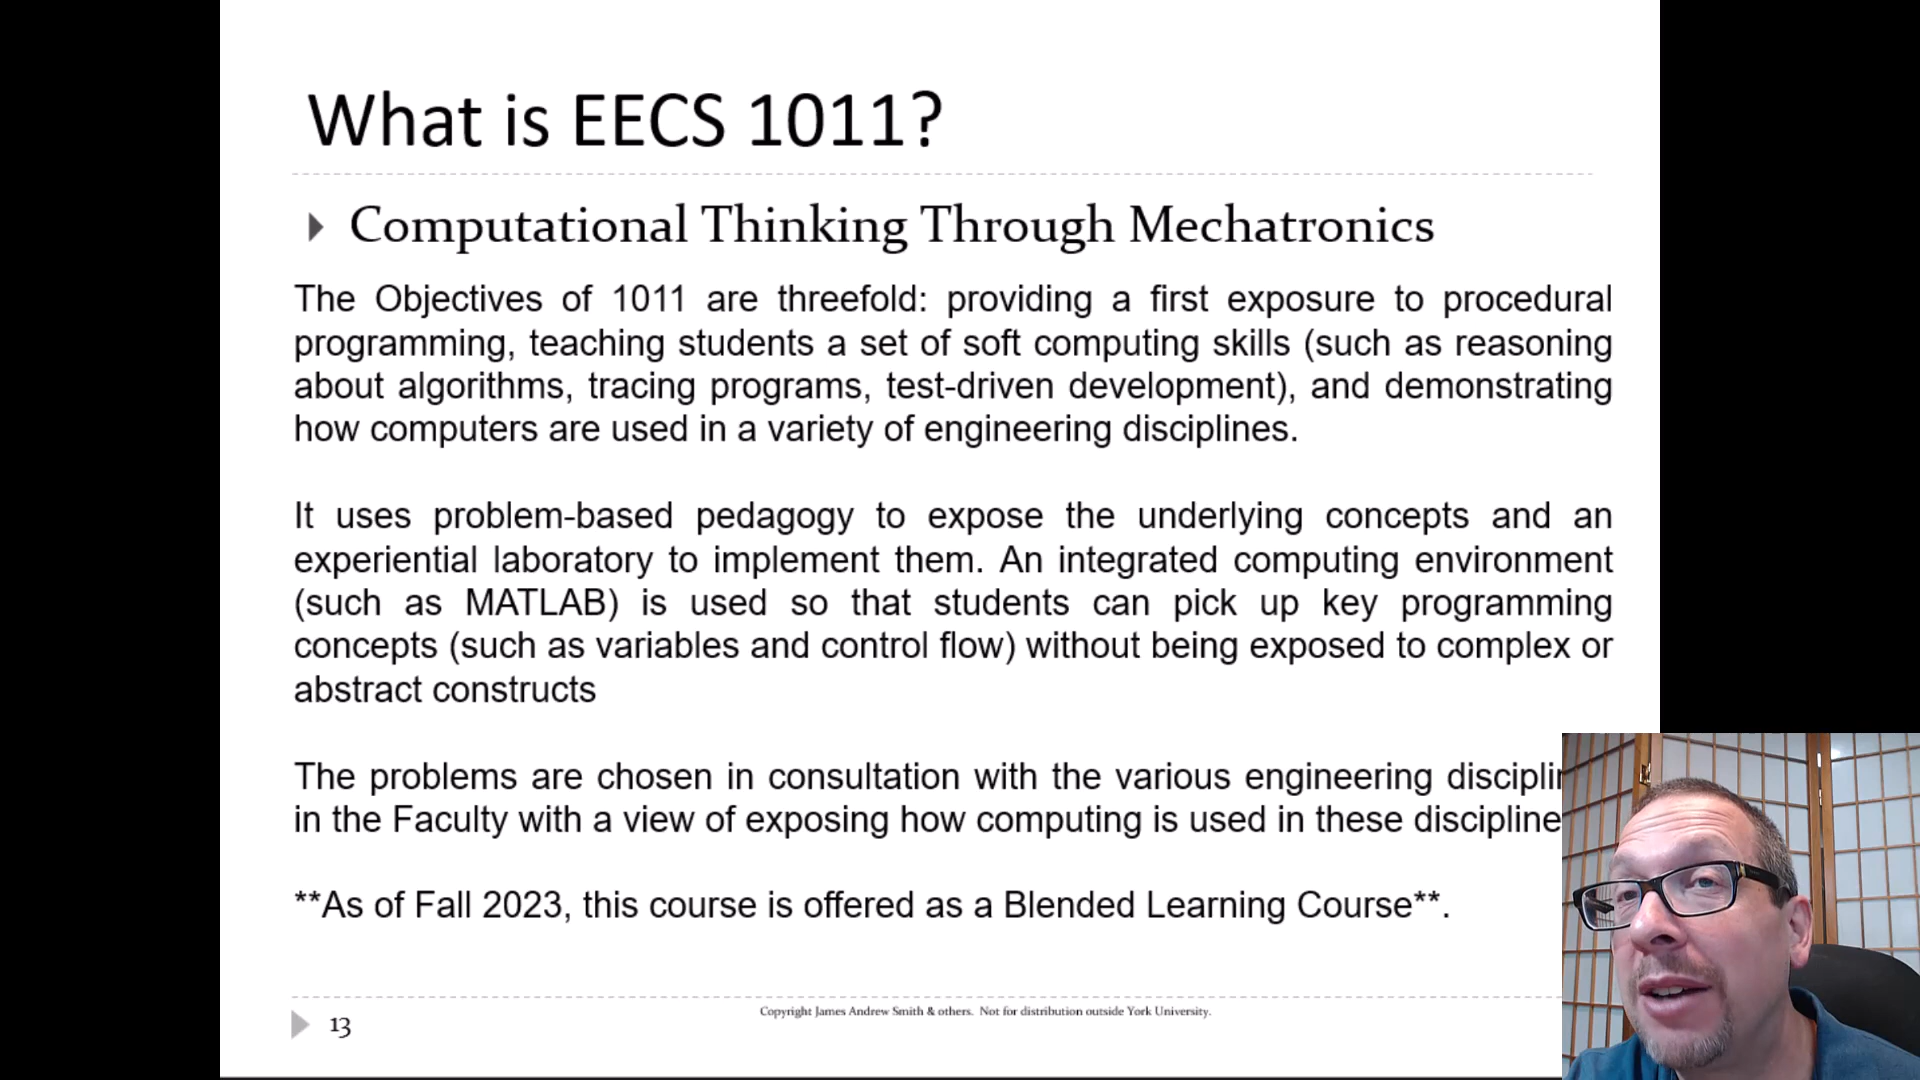 What is EECS 1011?
Computational Thinking Through Mechatronics
The Objectives of 1011 are threefold: providing a first exposure to procedural
programming, teaching students a set of soft computing skills (such as reasoning
about algorithms, tracing programs, test-driven development), and demonstrating
how computers are used in a variety of engineering disciplines.
It uses problem-based pedagogy to expose the underlying concepts and an
experiential laboratory to implement them. An integrated computing environment
(such as MATLAB) is used so that students can pick up key programming
concepts (such as variables and control flow) without being exposed to complex or
abstract constructs
The problems are chosen in consultation with the various engineering
in the Faculty with a view of exposing how computing is used in these
**As of Fall 2023, this course is offered as a Blended Learning Course**.
Copyright James Andrew Smith & others. Not for distribution outside York University.
13